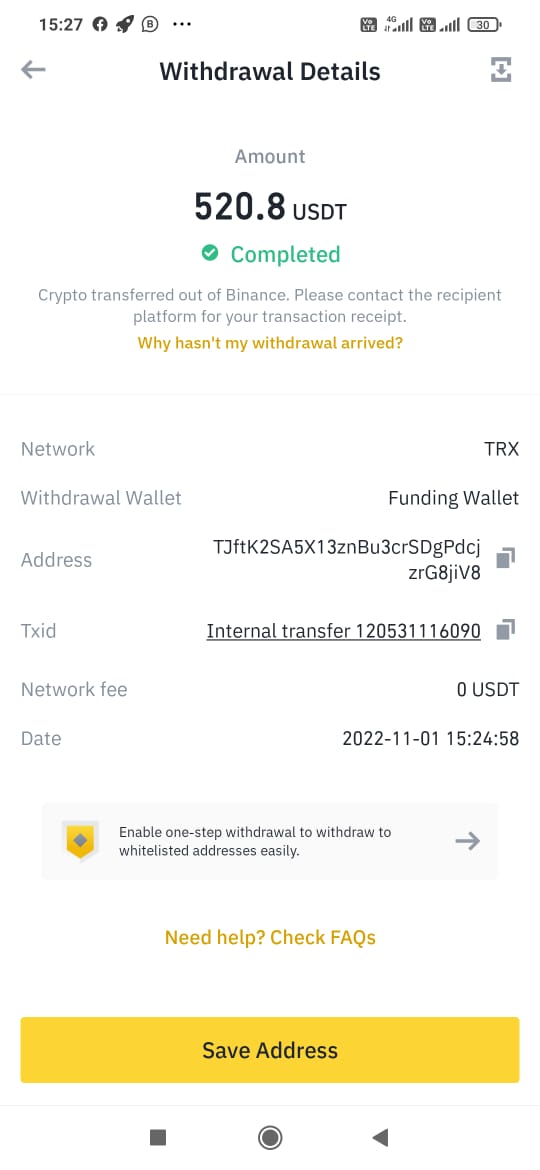 15:27
4G
30
Withdrawal Details
Amount
520.8 USDT
Completed
Crypto transferred out of Binance. Please contact the recipient
platform for your transaction receipt.
Why hasn't my withdrawal arrived?
Network TRX
Withdrawal Wallet Funding Wallet
Address TJftK2SA5X13znBu3crSDgPdcj
zrG8jiV8
Txid Internal transfer 120531116090
Network fee 0 USDT
Date 2022-11-01 15:24:58
Enable one-step withdrawal to withdraw to
whitelisted addresses easily.
Need help? Check FAQs
Save Address